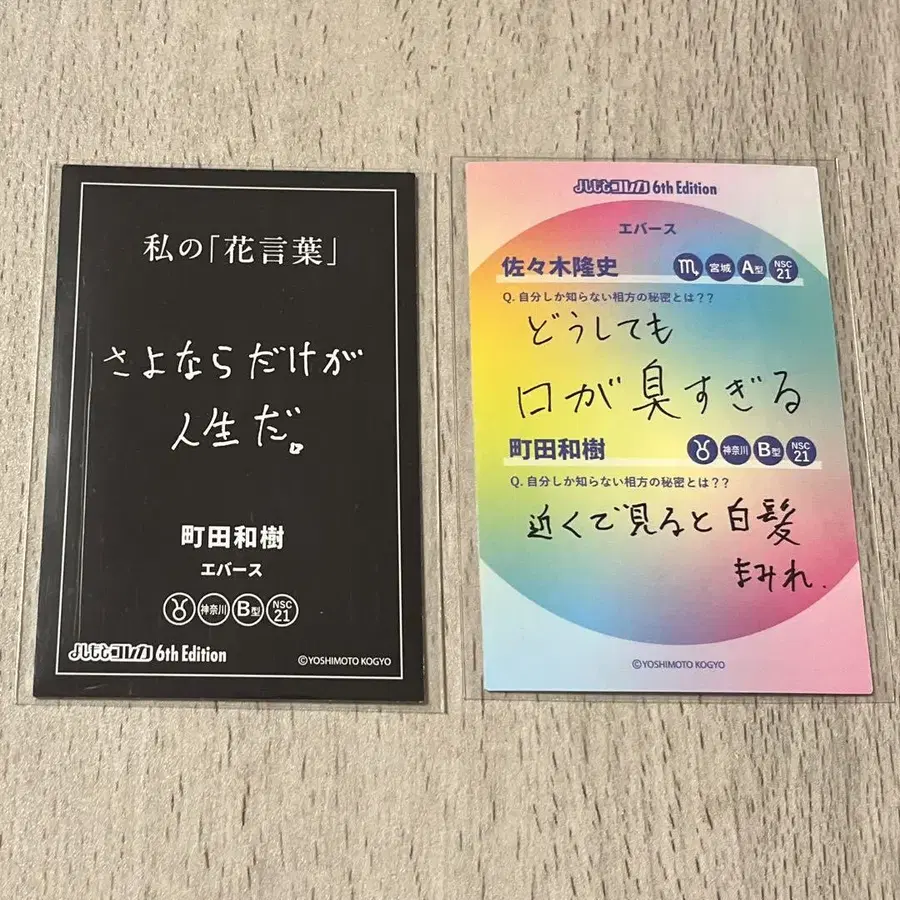 私の「花言葉」
さよならだけが
人生だ。
町田和樹
エバース
神奈川 B型 NSC 21
よしもとコレカ 6th Edition
©YOSHIMOTO KOGYO
よしもとコレカ 6th Edition
エバース
佐々木隆史 宮城 A型 NSC 21
Q. 自分しか知らない相方の秘密とは??
どうしても
口が臭すぎる
町田和樹 神奈川 B型 NSC 21
Q. 自分しか知らない相方の秘密とは??
近くで見ると白髪
まみれ.
©YOSHIMOTO KOGYO